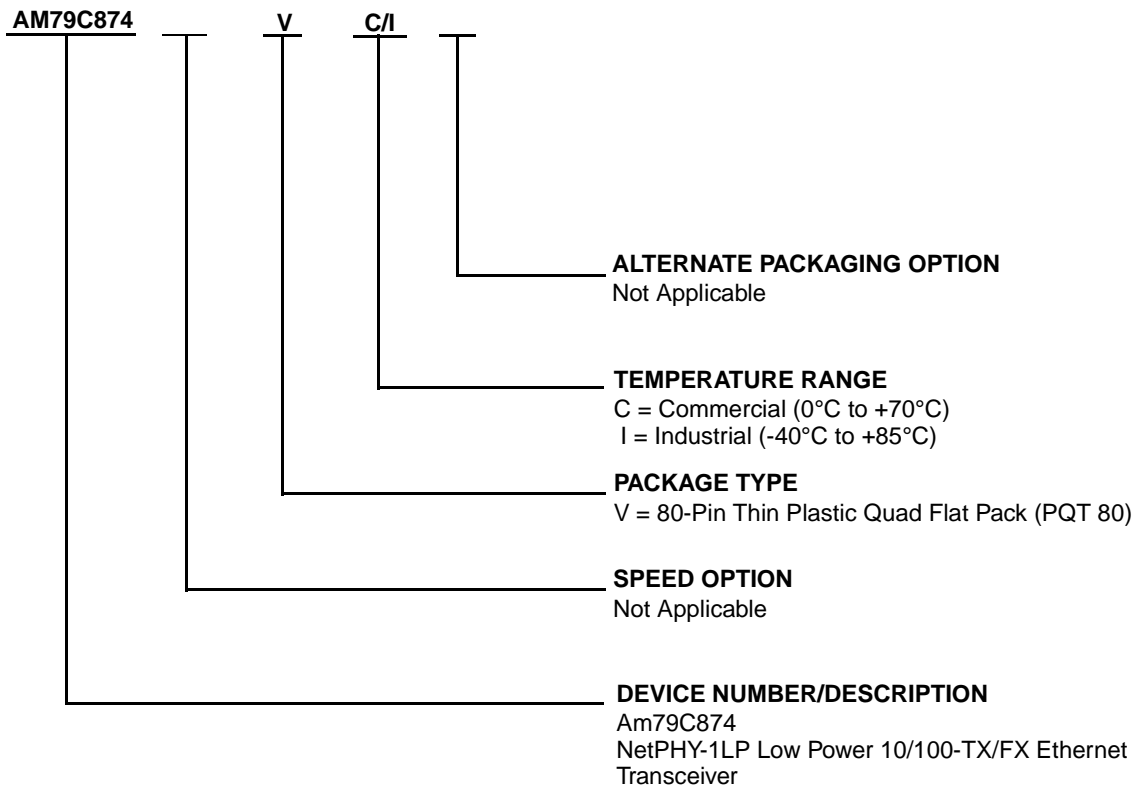 AM79C874 V C/I
ALTERNATE PACKAGING OPTION
Not Applicable
TEMPERATURE RANGE
C = Commercial (0°C to +70°C)
I = Industrial (-40°C to +85°C)
PACKAGE TYPE
V = 80-Pin Thin Plastic Quad Flat Pack (PQT 80)
SPEED OPTION
Not Applicable
DEVICE NUMBER/DESCRIPTION
Am79C874
NetPHY-1LP Low Power 10/100-TX/FX Ethernet
Transceiver